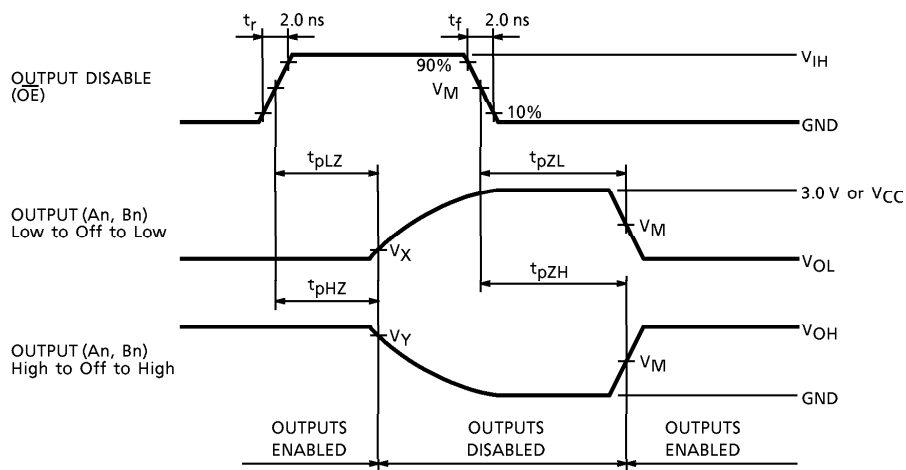 tr 2.0 ns tf 2.0 ns
OUTPUT DISABLE
(O̅E̅)
90%
VM
10%
VIH
GND
tpLZ tpZL
OUTPUT (An, Bn)
Low to Off to Low
VX
VM
3.0 V or VCC
VOL
tpHZ tpZH
OUTPUT (An, Bn)
High to Off to High
VY
VM
VOH
GND
OUTPUTS
ENABLED
OUTPUTS
DISABLED
OUTPUTS
ENABLED